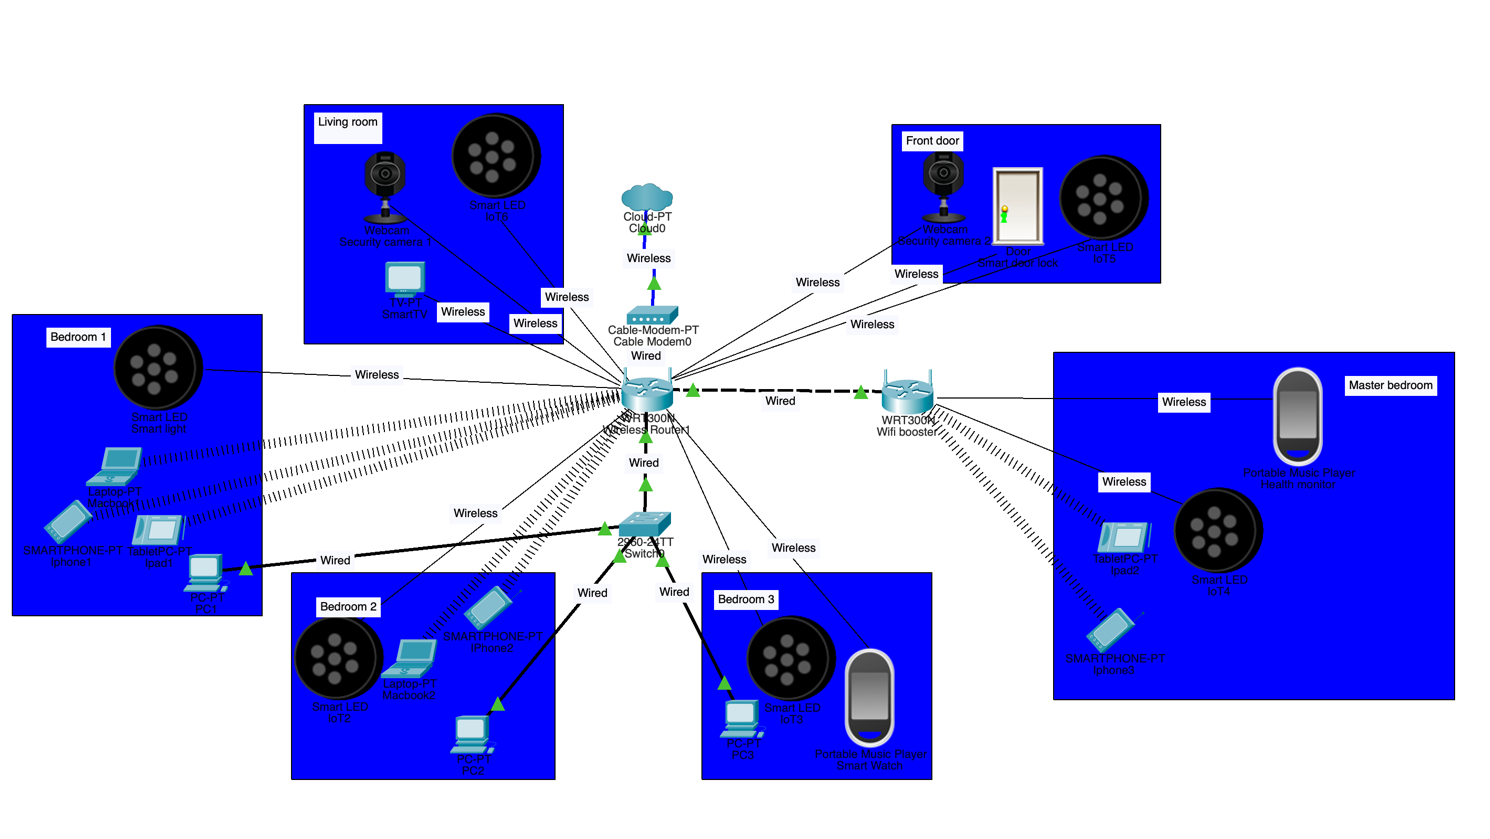 Living room
Smart LED
IoT6
Webcam
Security camera 1
TV-PT
SmartTV
Wireless
Wireless
Wireless
Cloud-PT
Cloud0
Wireless
Cable-Modem-PT
Cable Modem0
Wired
Front door
Webcam
Security camera 2
Door
Smart door lock
Smart LED
IoT5
Wireless
Wireless
Wireless
Bedroom 1
Smart LED
Smart light
Wireless
Laptop-PT
Macbook1
SMARTPHONE-PT
Iphone1
TabletPC-PT
Ipad1
PC-PT
PC1
Wired
WRT300N
Wireless Router1
Wired
WRT300N
Wifi booster
Wired
2960-24TT
Switch0
Wireless
Wireless
Wireless
Wired
Wired
Bedroom 2
Smart LED
IoT2
SMARTPHONE-PT
IPhone2
Laptop-PT
Macbook2
PC-PT
PC2
Bedroom 3
Smart LED
IoT3
PC-PT
PC3
Portable Music Player
Smart Watch
Master bedroom
Wireless
Portable Music Player
Health monitor
Wireless
TabletPC-PT
Ipad2
Smart LED
IoT4
SMARTPHONE-PT
Iphone3